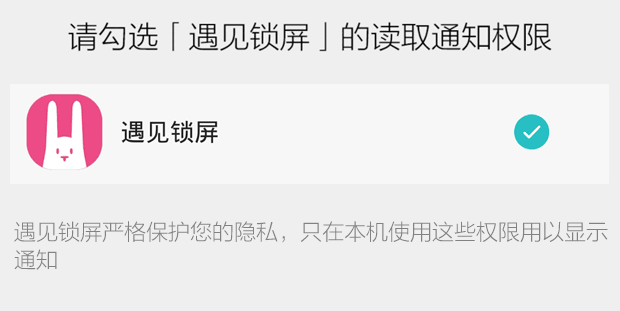 请勾选「遇见锁屏」的读取通知权限
遇见锁屏
遇见锁屏严格保护您的隐私，只在本机使用这些权限用以显示
通知